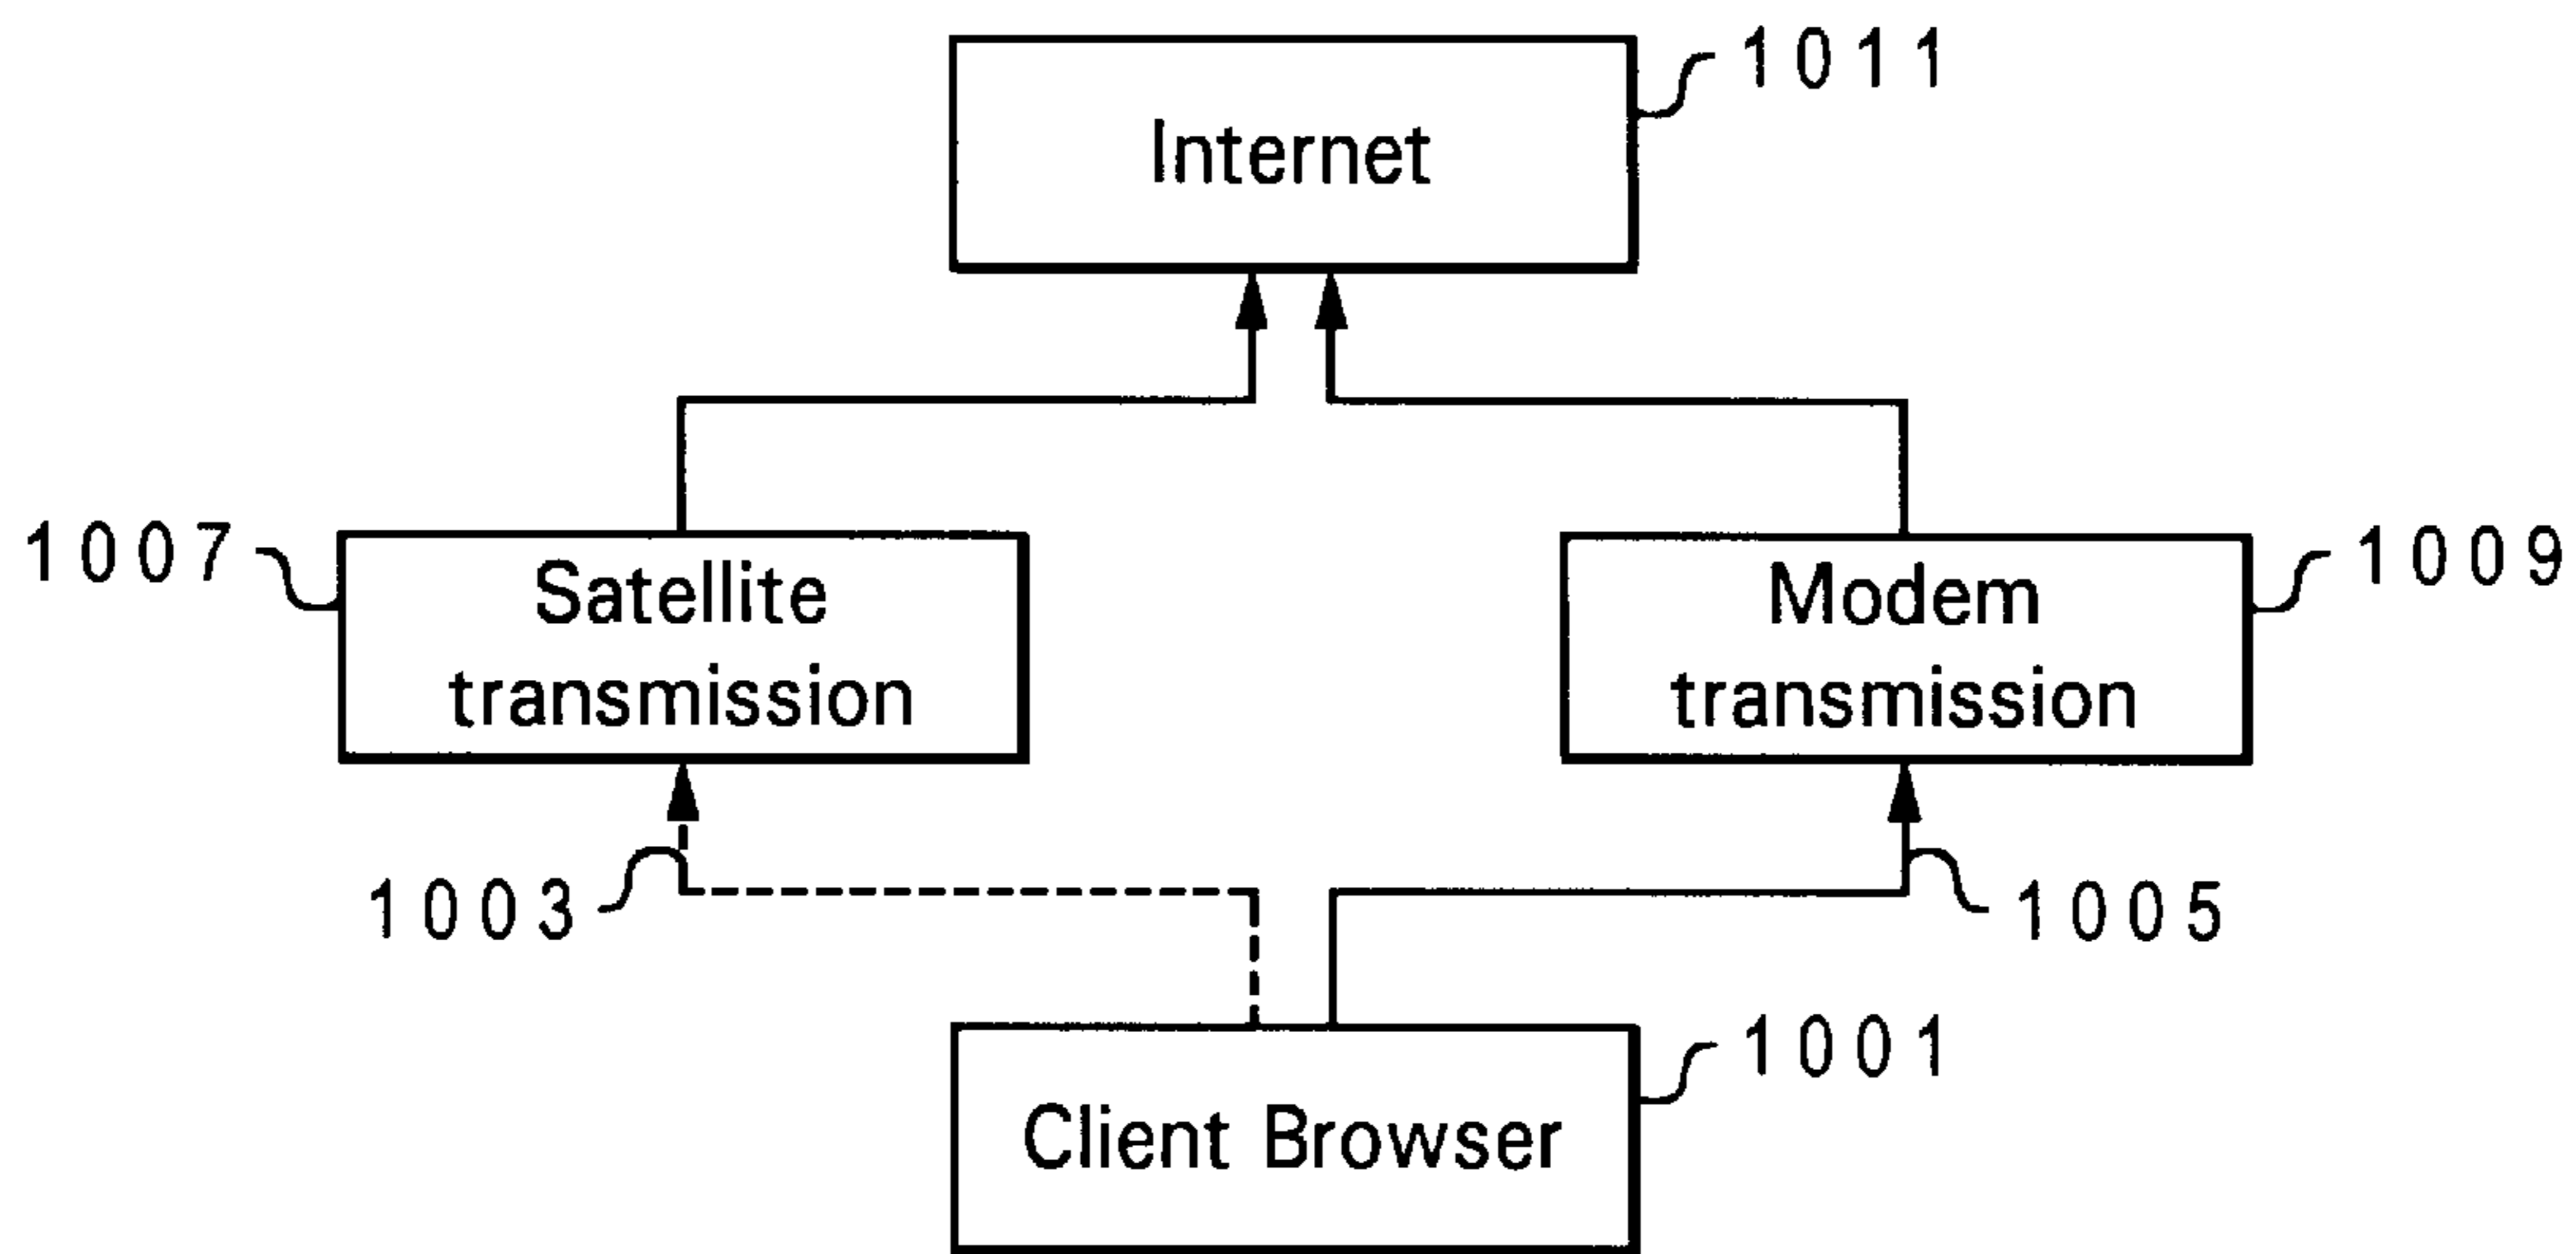 1011
Internet
1007
Satellite
transmission
Modem
transmission
1009
1003
1005
1001
Client Browser